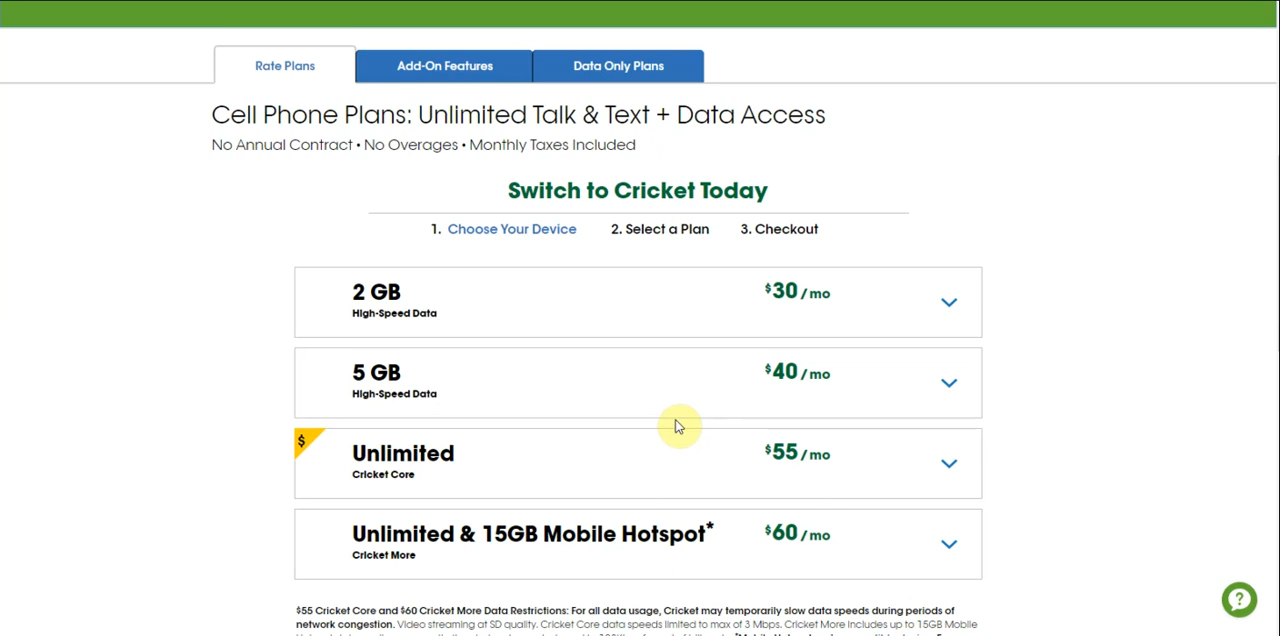 Rate Plans
Add-On Features
Data Only Plans
Cell Phone Plans: Unlimited Talk & Text + Data Access
No Annual Contract • No Overages • Monthly Taxes Included
Switch to Cricket Today
1. Choose Your Device 2. Select a Plan 3. Checkout
2 GB
$30/mo
High-Speed Data
5 GB
$40/mo
High-Speed Data
$
Unlimited
$55/mo
Cricket Core
Unlimited & 15GB Mobile Hotspot*
$60/mo
Cricket More
$55 Cricket Core and $60 Cricket More Data Restrictions: For all data usage, Cricket may temporarily slow data speeds during periods of
network congestion. Video streaming at SD quality. Cricket Core data speeds limited to max of 3 Mbps. Cricket More includes up to 15GB Mobile
?